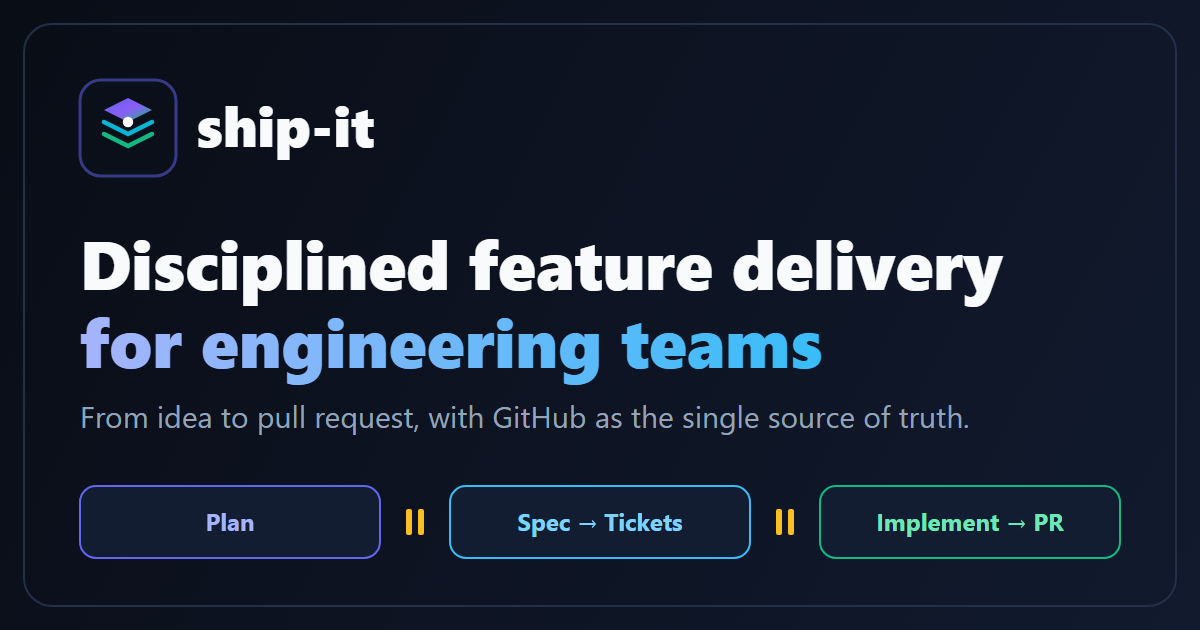 ship-it
Disciplined feature delivery
for engineering teams
From idea to pull request, with GitHub as the single source of truth.
Plan
Spec → Tickets
Implement → PR